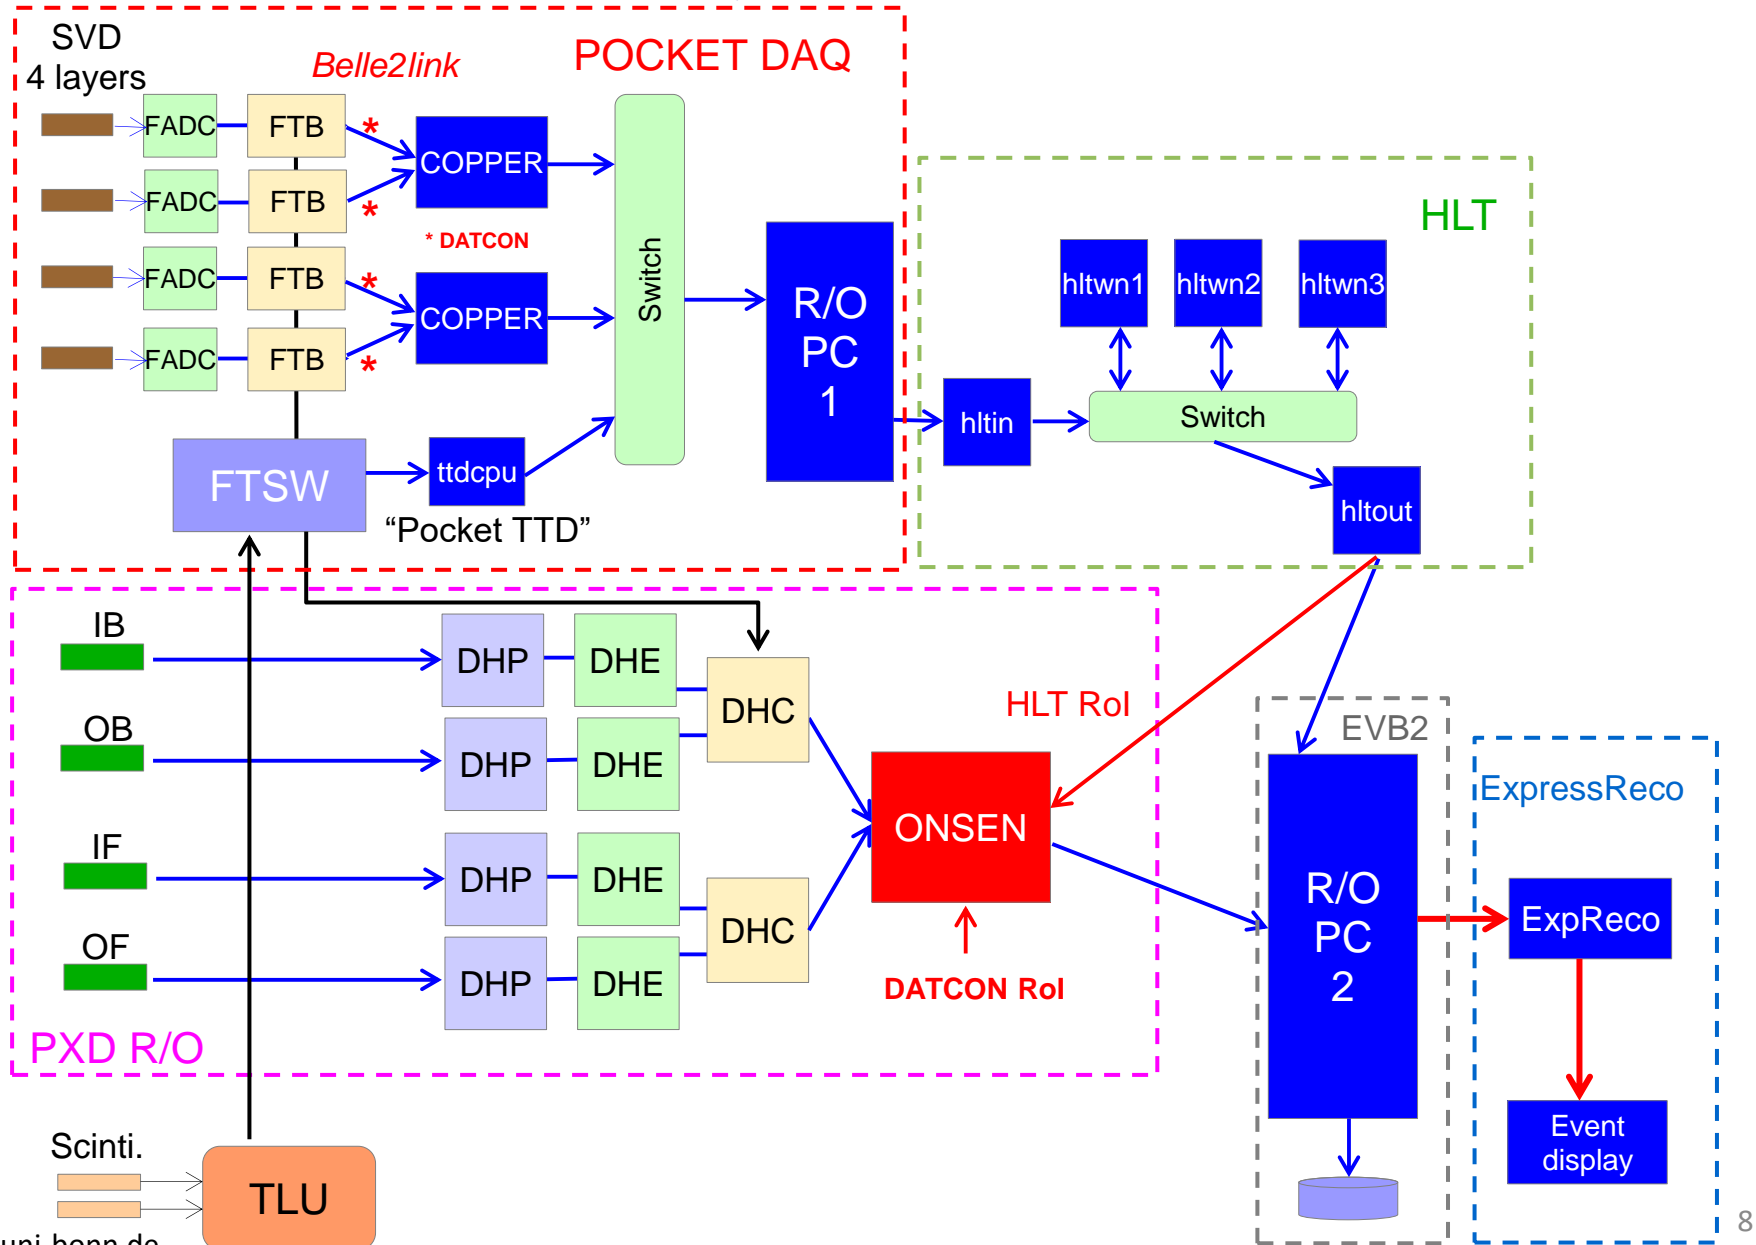 SVD
4 layers
Belle2link
POCKET DAQ
FADC
FTB
*
COPPER
FADC
FTB
*
* DATCON
FADC
FTB
*
COPPER
FADC
FTB
*
Switch
R/O
PC
1
FTSW
ttdcpu
“Pocket TTD”
HLT
hltwn1
hltwn2
hltwn3
hltin
Switch
hltout
IB
DHP
DHE
DHC
OB
DHP
DHE
HLT RoI
ONSEN
IF
DHP
DHE
DHC
OF
DHP
DHE
DATCON RoI
PXD R/O
EVB2
R/O
PC
2
ExpressReco
ExpReco
Event
display
Scinti.
TLU
uni-bonn.de
8